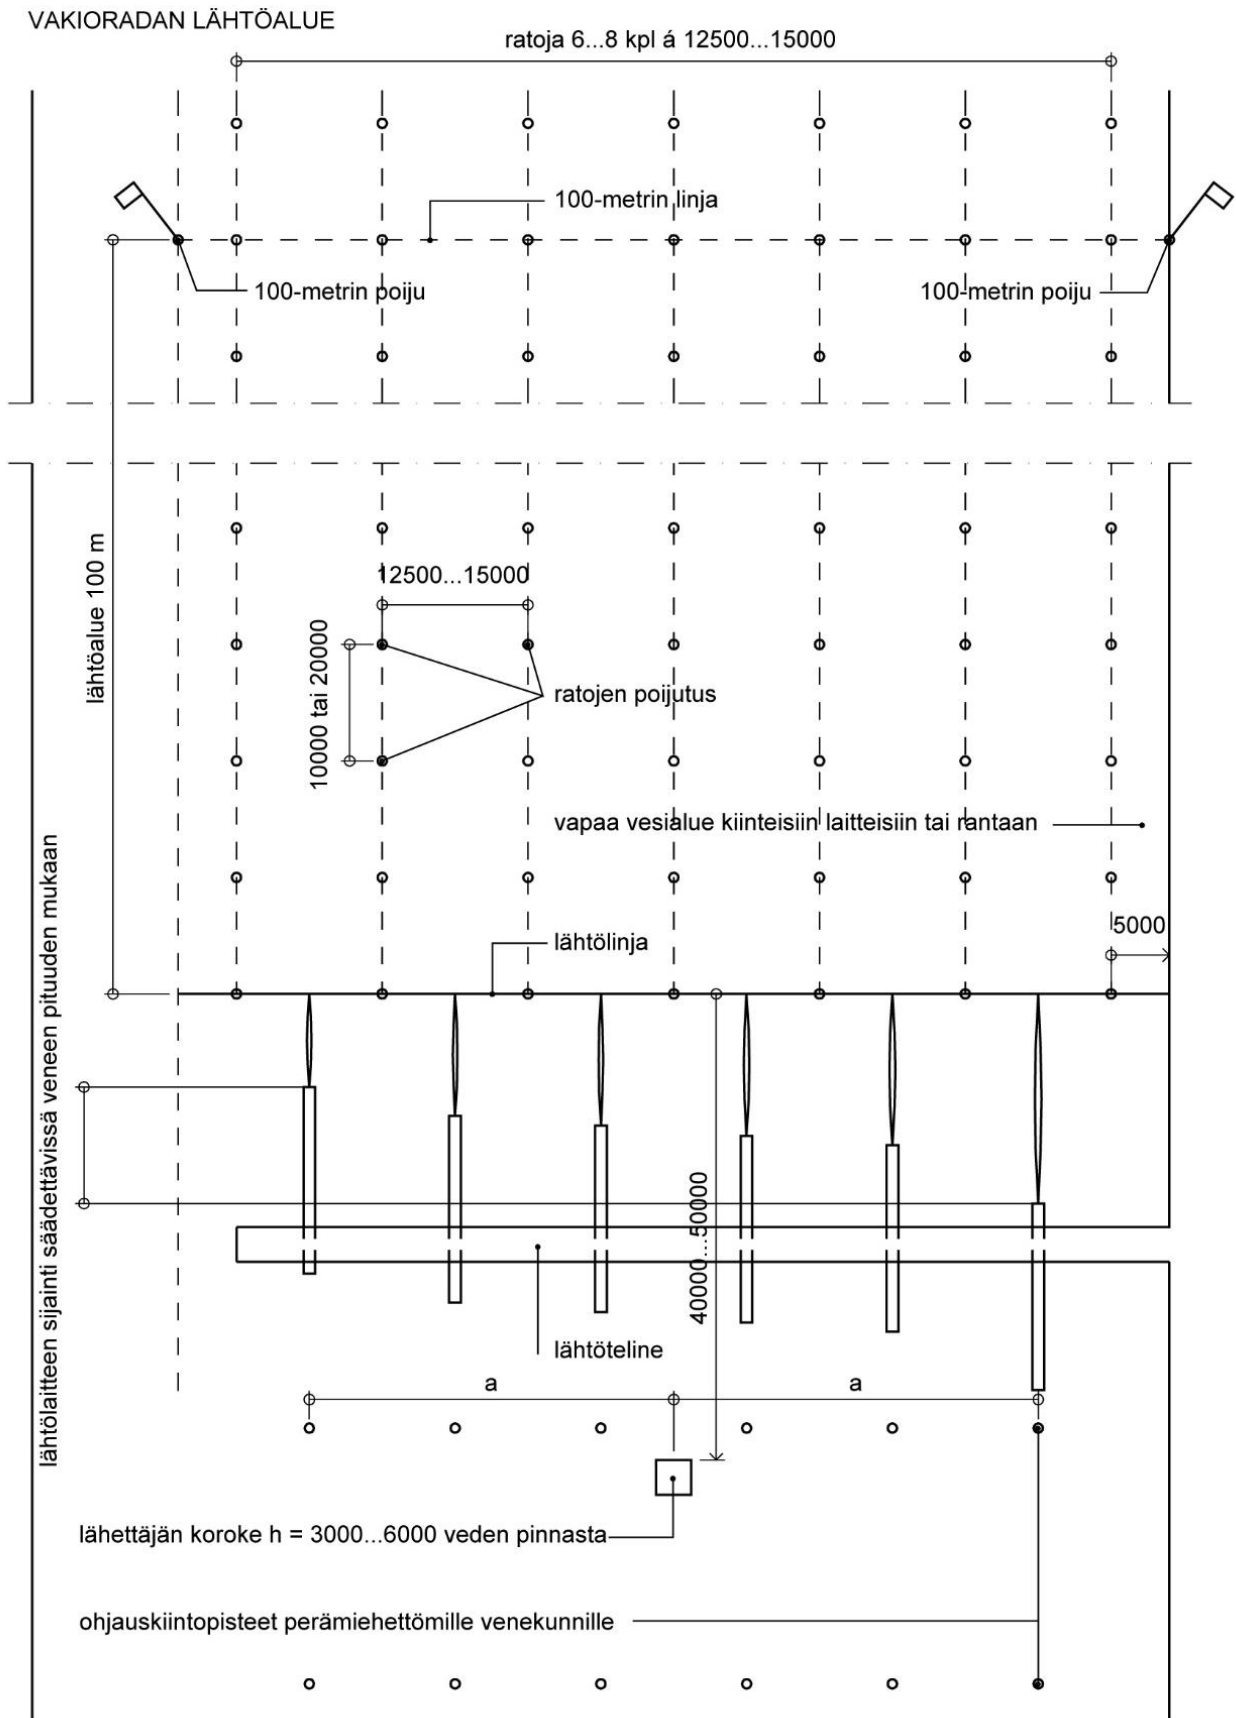 VAKIORADAN LÄHTÖALUE
ratoja 6...8 kpl á 12500...15000
100-metrin linja
100-metrin poiju
100-metrin poiju
lähtöalue 100 m
12500...15000
10000 tai 20000
ratojen poijutus
vapaa vesialue kiinteisiin laitteisiin tai rantaan
5000
lähtölinja
lähtölaitteen sijainti säädettävissä veneen pituuden mukaan
40000...50000
lähtöteline
a
a
lähettäjän koroke h = 3000...6000 veden pinnasta
ohjauskiintopisteet perämiehettömille venekunnille